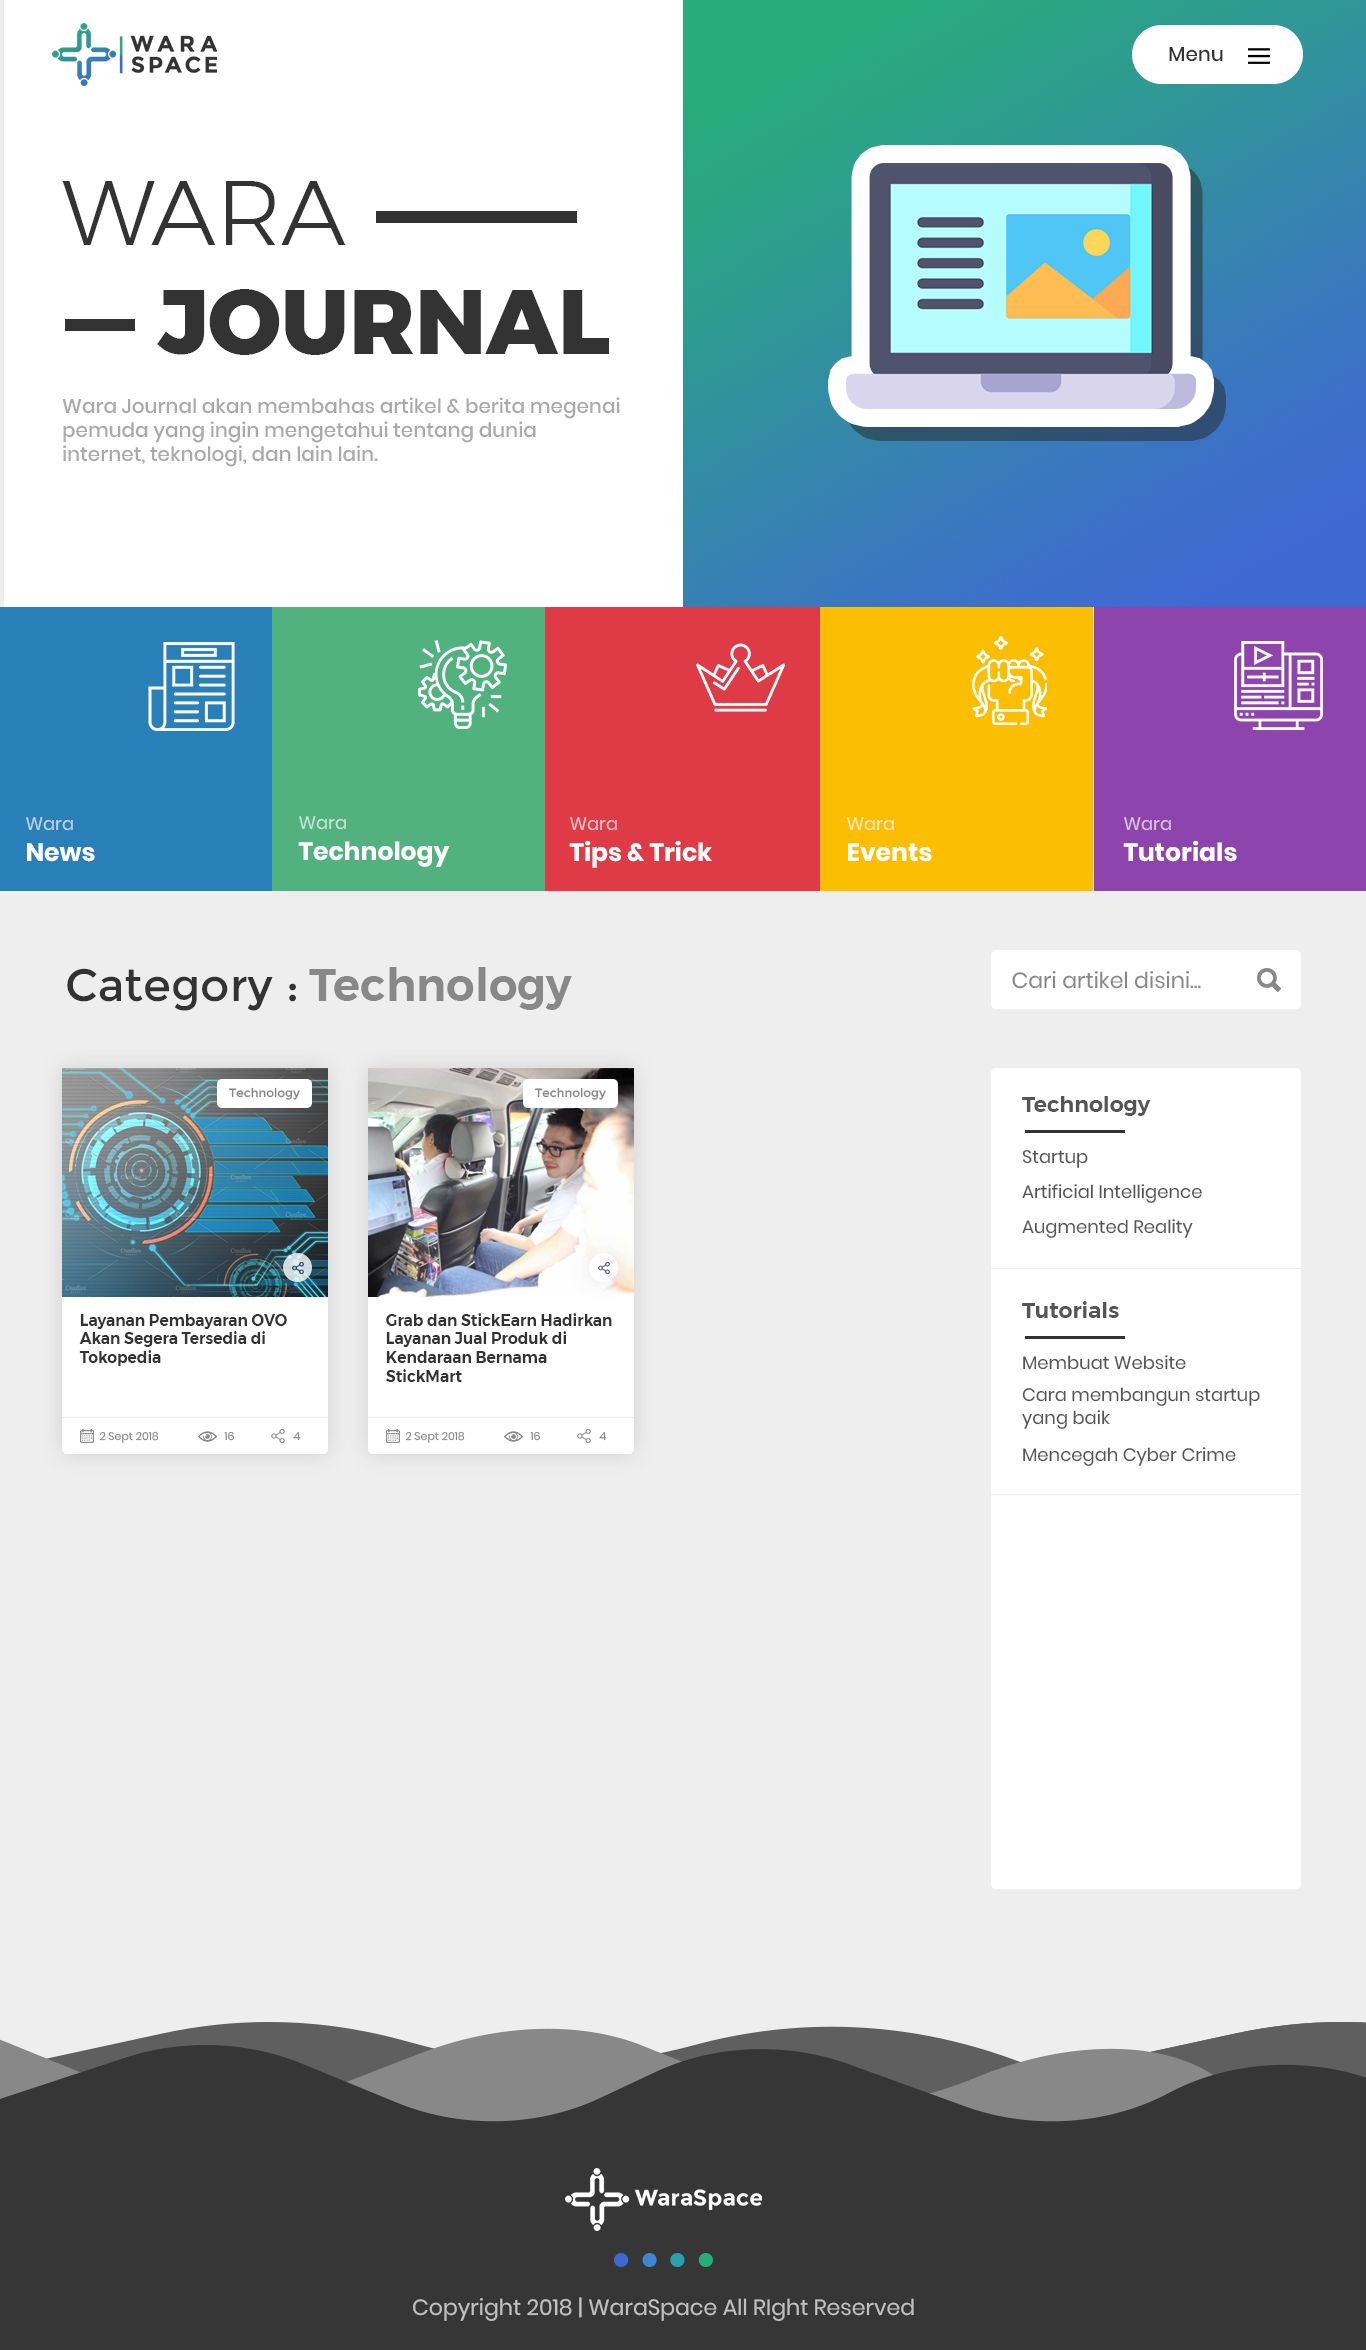 WARA
SPACE
Menu
WARA
JOURNAL
Wara Journal akan membahas artikel & berita megenai
pemuda yang ingin mengetahui tentang dunia
internet, teknologi, dan lain lain.
Wara
News
Wara
Technology
Wara
Tips & Trick
Wara
Events
Wara
Tutorials
Category : Technology
Cari artikel disini...
Technology
Layanan Pembayaran OVO
Akan Segera Tersedia di
Tokopedia
2 Sept 2018 16 4
Technology
Grab dan StickEarn Hadirkan
Layanan Jual Produk di
Kendaraan Bernama
StickMart
2 Sept 2018 16 4
Technology
Startup
Artificial Intelligence
Augmented Reality
Tutorials
Membuat Website
Cara membangun startup
yang baik
Mencegah Cyber Crime
WaraSpace
Copyright 2018 | WaraSpace All RIght Reserved